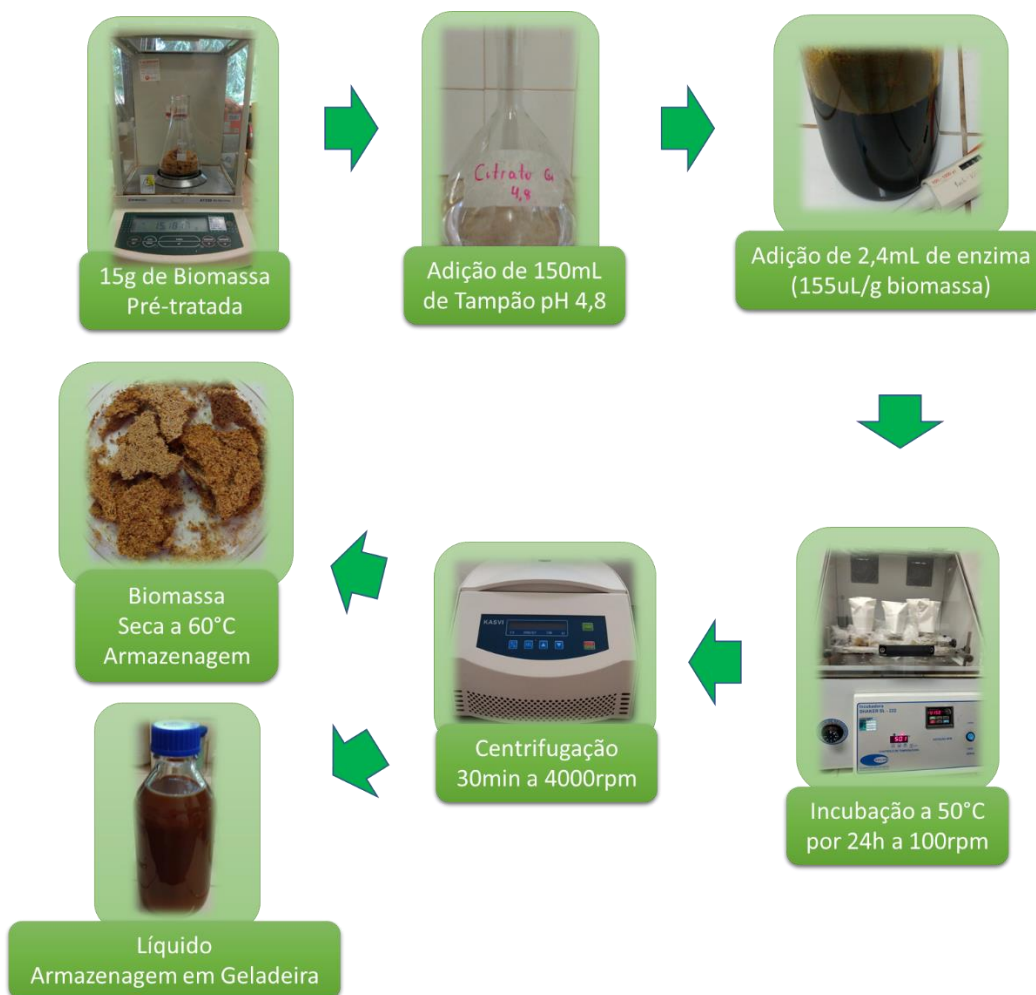 15g de Biomassa
Pré-tratada
Citrato
4,8
Adição de 150mL
de Tampão pH 4,8
Adição de 2,4mL de enzima
(155uL/g biomassa)
Biomassa
Seca a 60°C
Armazenagem
KASVI
Centrifugação
30min a 4000rpm
Incubadora
Incubação a 50°C
por 24h a 100rpm
Líquido
Armazenagem em Geladeira